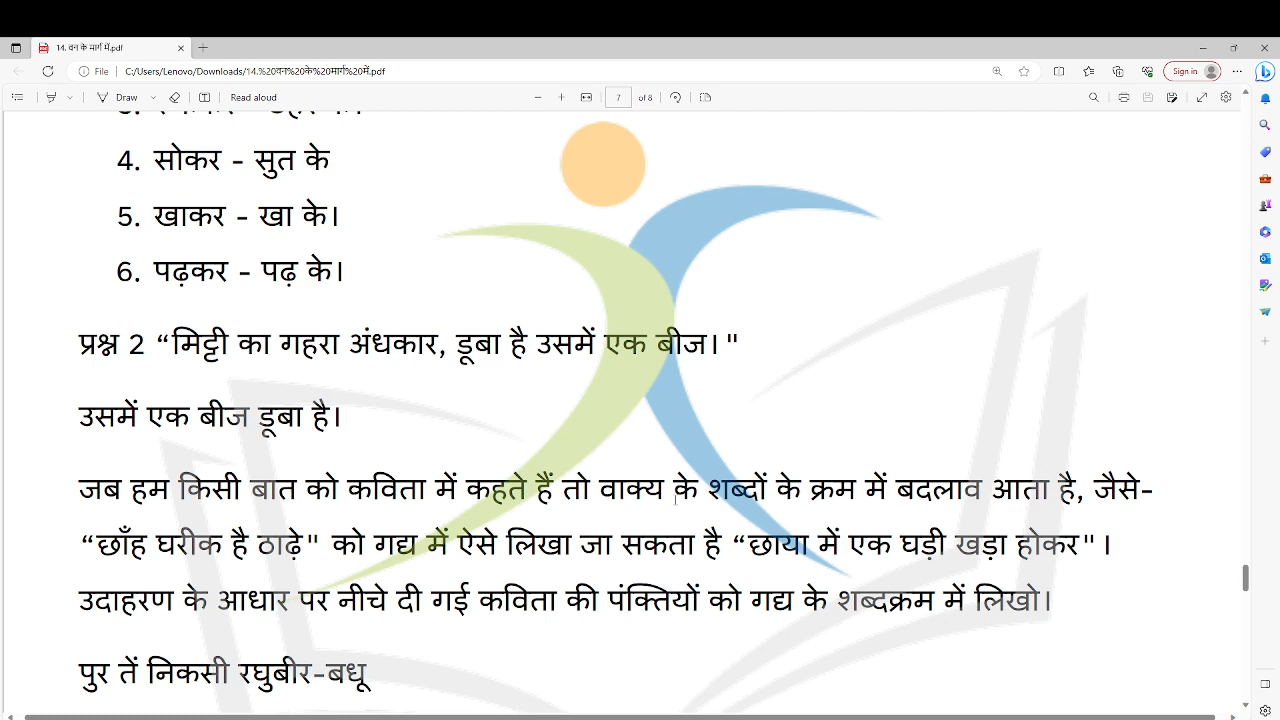 14. वन के मार्ग में.pdf
File C:/Users/Lenovo/Downloads/14.%20वन%20के%20मार्ग%20में.pdf
Sign in
Draw Read aloud 7 of 8
4. सोकर - सुत के
5. खाकर - खा के।
6. पढ़कर - पढ़ के।
प्रश्न 2 “मिट्टी का गहरा अंधकार, डूबा है उसमें एक बीज।"
उसमें एक बीज डूबा है।
जब हम किसी बात को कविता में कहते हैं तो वाक्य के शब्दों के क्रम में बदलाव आता है, जैसे-
“छाँह घरीक है ठाढ़े" को गद्य में ऐसे लिखा जा सकता है “छाया में एक घड़ी खड़ा होकर"।
उदाहरण के आधार पर नीचे दी गई कविता की पंक्तियों को गद्य के शब्दक्रम में लिखो।
पुर तें निकसी रघुबीर-बधू